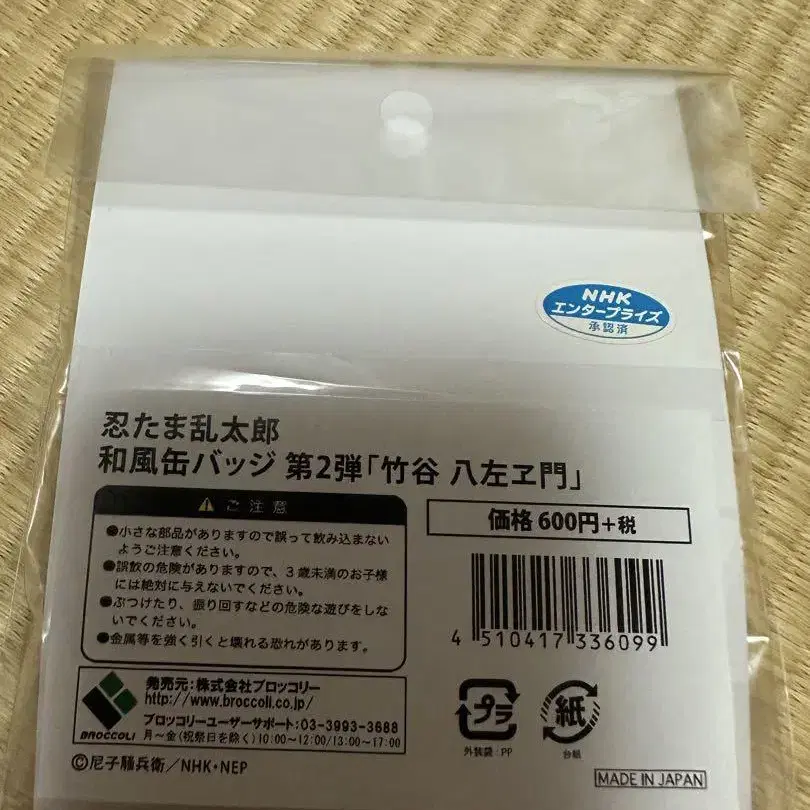 NHK
エンタープライズ
承認済
忍たま乱太郎
和風缶バッジ 第2弾「竹谷 八左ヱ門」
ご注意
●小さな部品がありますので誤って飲み込まない
ようご注意ください。
●誤飲の危険がありますので、3歳未満のお子様
には絶対に与えないでください。
●ぶつけたり、振り回すなどの危険な遊びをしな
いでください。
●金属等を強く引くと壊れる恐れがあります。
価格 600円+税
4 510417 336099
BROCCOLI
発売元:株式会社ブロッコリー
http://www.broccoli.co.jp/
ブロッコリーユーザーサポート:03-3993-3688
月〜金(祝祭日を除く)10:00〜12:00/13:00〜17:00
プラ
外装袋:PP
紙
台紙
©尼子騒兵衛/NHK・NEP
MADE IN JAPAN